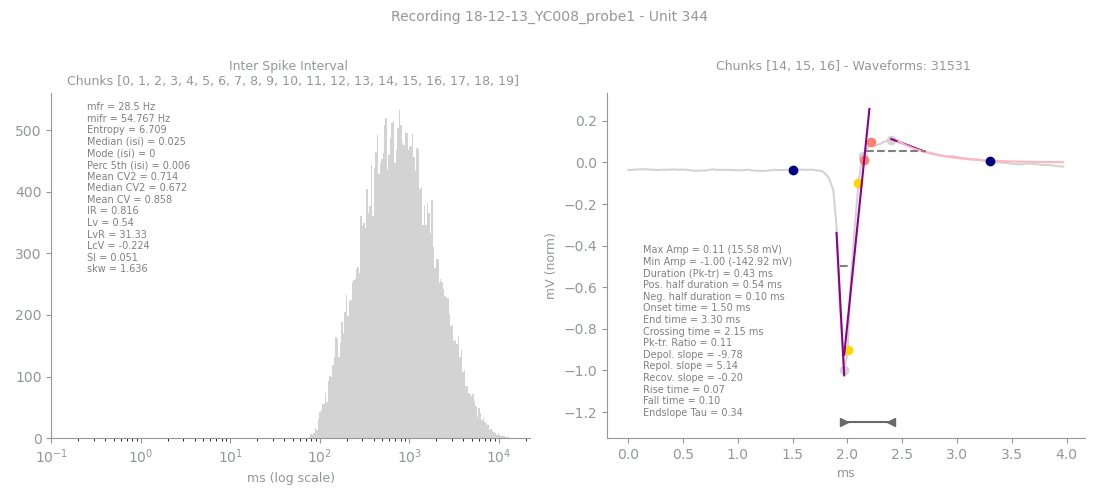 Recording 18-12-13_YC008_probe1 - Unit 344
Inter Spike Interval
Chunks [0, 1, 2, 3, 4, 5, 6, 7, 8, 9, 10, 11, 12, 13, 14, 15, 16, 17, 18, 19]
500
400
300
200
100
0
mfr = 28.5 Hz
mifr = 54.767 Hz
Entropy = 6.709
Median (isi) = 0.025
Mode (isi) = 0
Perc 5th (isi) = 0.006
Mean CV2 = 0.714
Median CV2 = 0.672
Mean CV = 0.858
IR = 0.816
Lv = 0.54
LvR = 31.33
LcV = -0.224
SI = 0.051
skw = 1.636
10⁻¹ 10⁰ 10¹ 10² 10³ 10⁴
ms (log scale)
Chunks [14, 15, 16] - Waveforms: 31531
mV (norm)
0.2
0.0
−0.2
−0.4
−0.6
−0.8
−1.0
−1.2
Max Amp = 0.11 (15.58 mV)
Min Amp = -1.00 (-142.92 mV)
Duration (Pk-tr) = 0.43 ms
Pos. half duration = 0.54 ms
Neg. half duration = 0.10 ms
Onset time = 1.50 ms
End time = 3.30 ms
Crossing time = 2.15 ms
Pk-tr. Ratio = 0.11
Depol. slope = -9.78
Repol. slope = 5.14
Recov. slope = -0.20
Rise time = 0.07
Fall time = 0.10
Endslope Tau = 0.34
0.0 0.5 1.0 1.5 2.0 2.5 3.0 3.5 4.0
ms